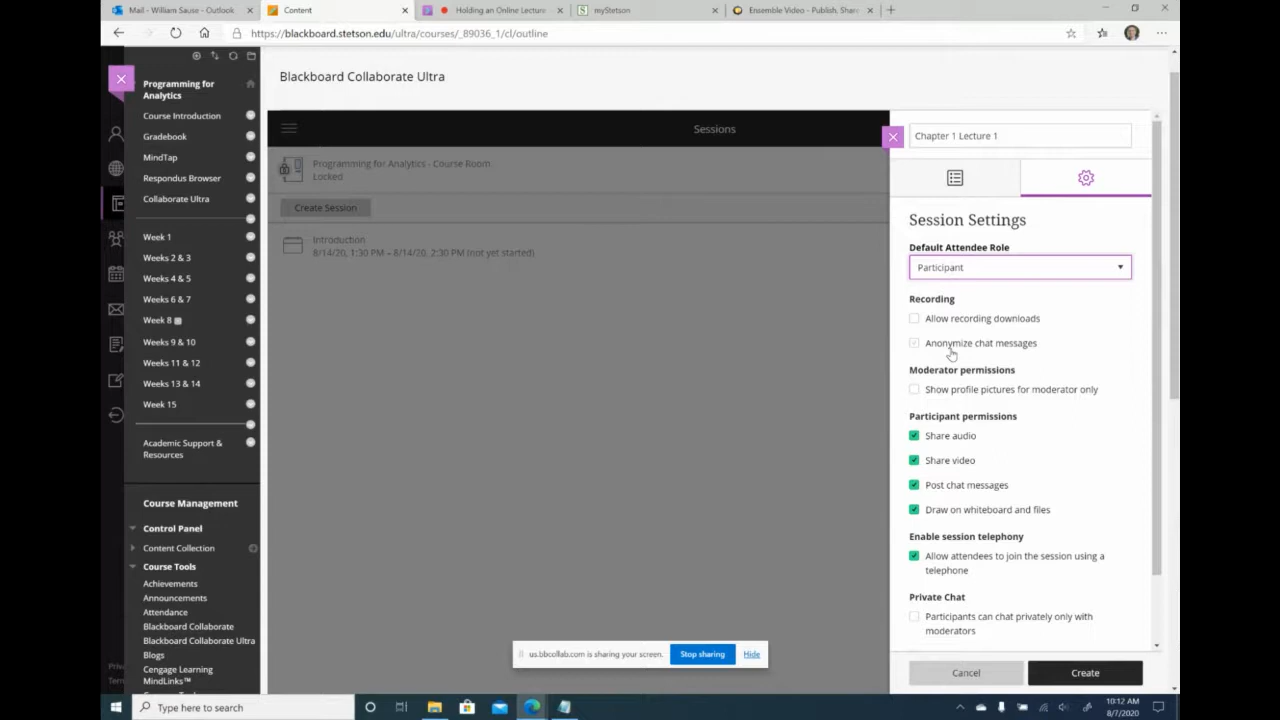 Mail - William Sause - Outlook
Content
Holding an Online Lecture
myStetson
Ensemble Video - Publish, Share
https://blackboard.stetson.edu/ultra/courses/_89036_1/cl/outline
Programming for
Analytics
Course Introduction
Gradebook
MindTap
Respondus Browser
Collaborate Ultra
Week 1
Weeks 2 & 3
Weeks 4 & 5
Weeks 6 & 7
Week 8
Weeks 9 & 10
Weeks 11 & 12
Weeks 13 & 14
Week 15
Academic Support &
Resources
Course Management
Control Panel
Content Collection
Course Tools
Achievements
Announcements
Attendance
Blackboard Collaborate
Blackboard Collaborate Ultra
Blogs
Cengage Learning
MindLinks™
Priva
Term
Blackboard Collaborate Ultra
Sessions
Programming for Analytics - Course Room
Locked
Create Session
Introduction
8/14/20, 1:30 PM – 8/14/20, 2:30 PM (not yet started)
Chapter 1 Lecture 1
Session Settings
Default Attendee Role
Participant
Recording
Allow recording downloads
Anonymize chat messages
Moderator permissions
Show profile pictures for moderator only
Participant permissions
Share audio
Share video
Post chat messages
Draw on whiteboard and files
Enable session telephony
Allow attendees to join the session using a
telephone
Private Chat
Participants can chat privately only with
moderators
Cancel
Create
us.bbcollab.com is sharing your screen.
Stop sharing
Hide
Type here to search
10:12 AM
8/7/2020